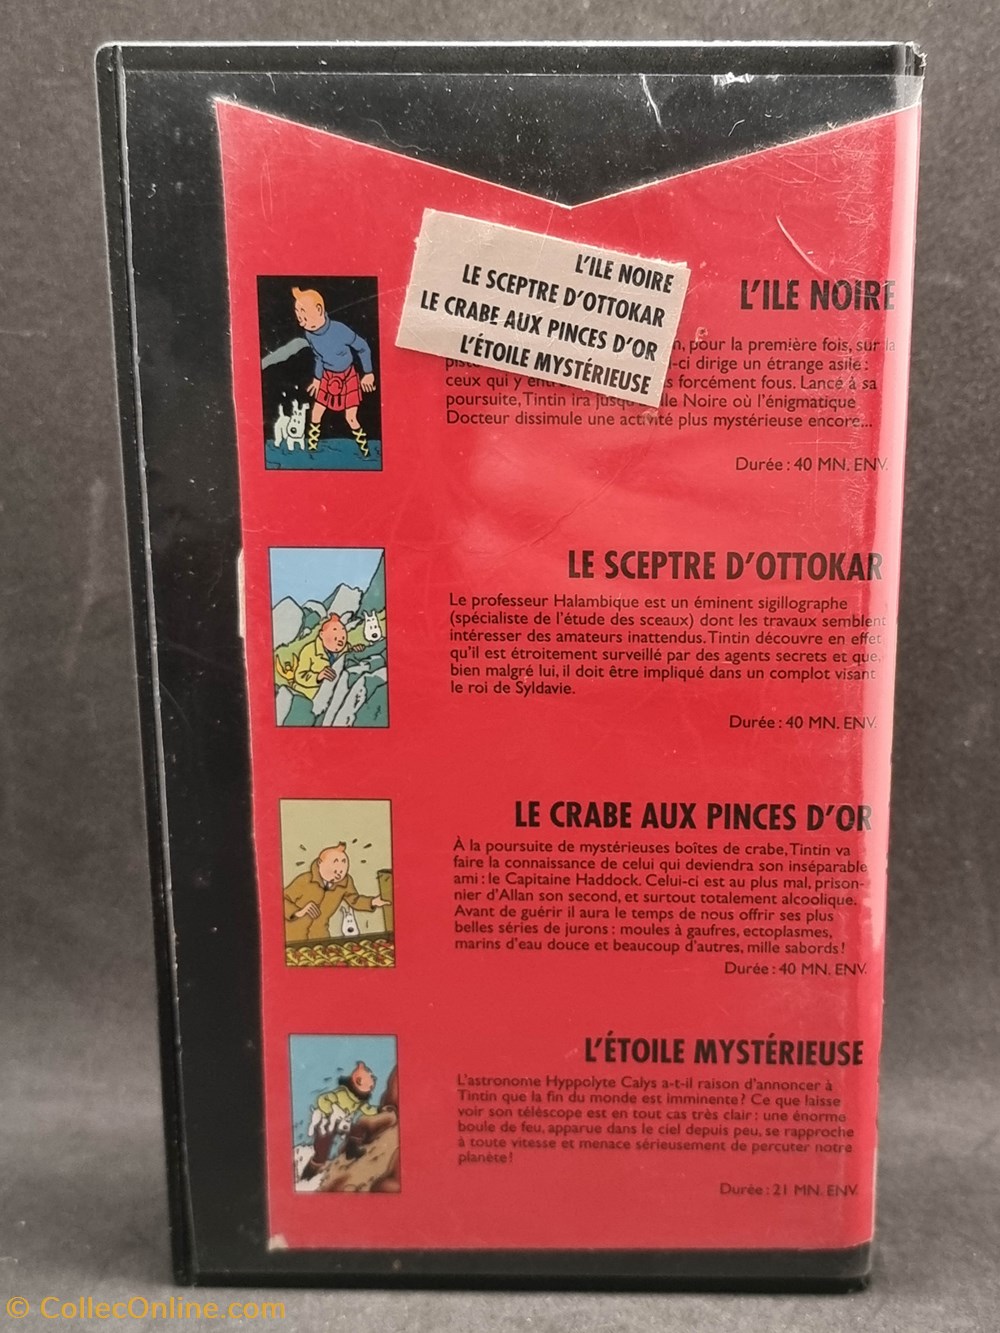 L'ILE NOIRE
LE SCEPTRE D'OTTOKAR
LE CRABE AUX PINCES D'OR
L'ÉTOILE MYSTÉRIEUSE
L'ILE NOIRE
pour la première fois, sur la
-ci dirige un étrange asile :
ceux qui y forcément fous. Lancé à sa
poursuite, Tintin ira Noire où l'énigmatique
Docteur dissimule une activité plus mystérieuse encore...
Durée : 40 MN. ENV.
LE SCEPTRE D'OTTOKAR
Le professeur Halambique est un éminent sigillographe
(spécialiste de l'étude des sceaux) dont les travaux semblent
intéresser des amateurs inattendus. Tintin découvre en effet
qu'il est étroitement surveillé par des agents secrets et que,
bien malgré lui, il doit être impliqué dans un complot visant
le roi de Syldavie.
Durée : 40 MN. ENV.
LE CRABE AUX PINCES D'OR
À la poursuite de mystérieuses boîtes de crabe, Tintin va
faire la connaissance de celui qui deviendra son inséparable
ami : le Capitaine Haddock. Celui-ci est au plus mal, prison-
nier d'Allan son second, et surtout totalement alcoolique.
Avant de guérir il aura le temps de nous offrir ses plus
belles séries de jurons : moules à gaufres, ectoplasmes,
marins d'eau douce et beaucoup d'autres, mille sabords !
Durée : 40 MN. ENV.
L'ÉTOILE MYSTÉRIEUSE
L'astronome Hyppolyte Calys a-t-il raison d'annoncer à
Tintin que la fin du monde est imminente ? Ce que laisse
voir son téléscope est en tout cas très clair : une énorme
boule de feu, apparue dans le ciel depuis peu, se rapproche
à toute vitesse et menace sérieusement de percuter notre
planète !
Durée : 21 MN. ENV.
© CollecOnline.com